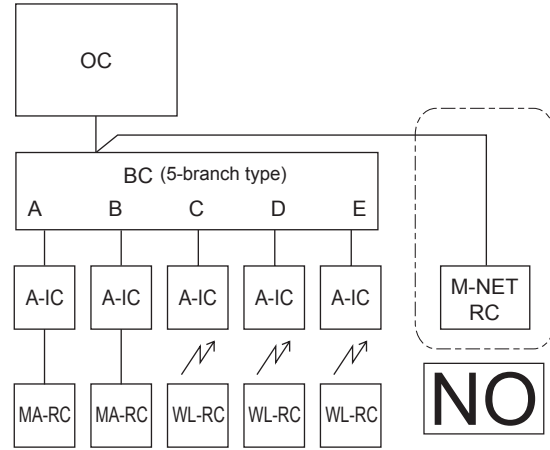 OC
BC (5-branch type)
A B C D E
A-IC A-IC A-IC A-IC A-IC
M-NET
RC
MA-RC MA-RC WL-RC WL-RC WL-RC
NO